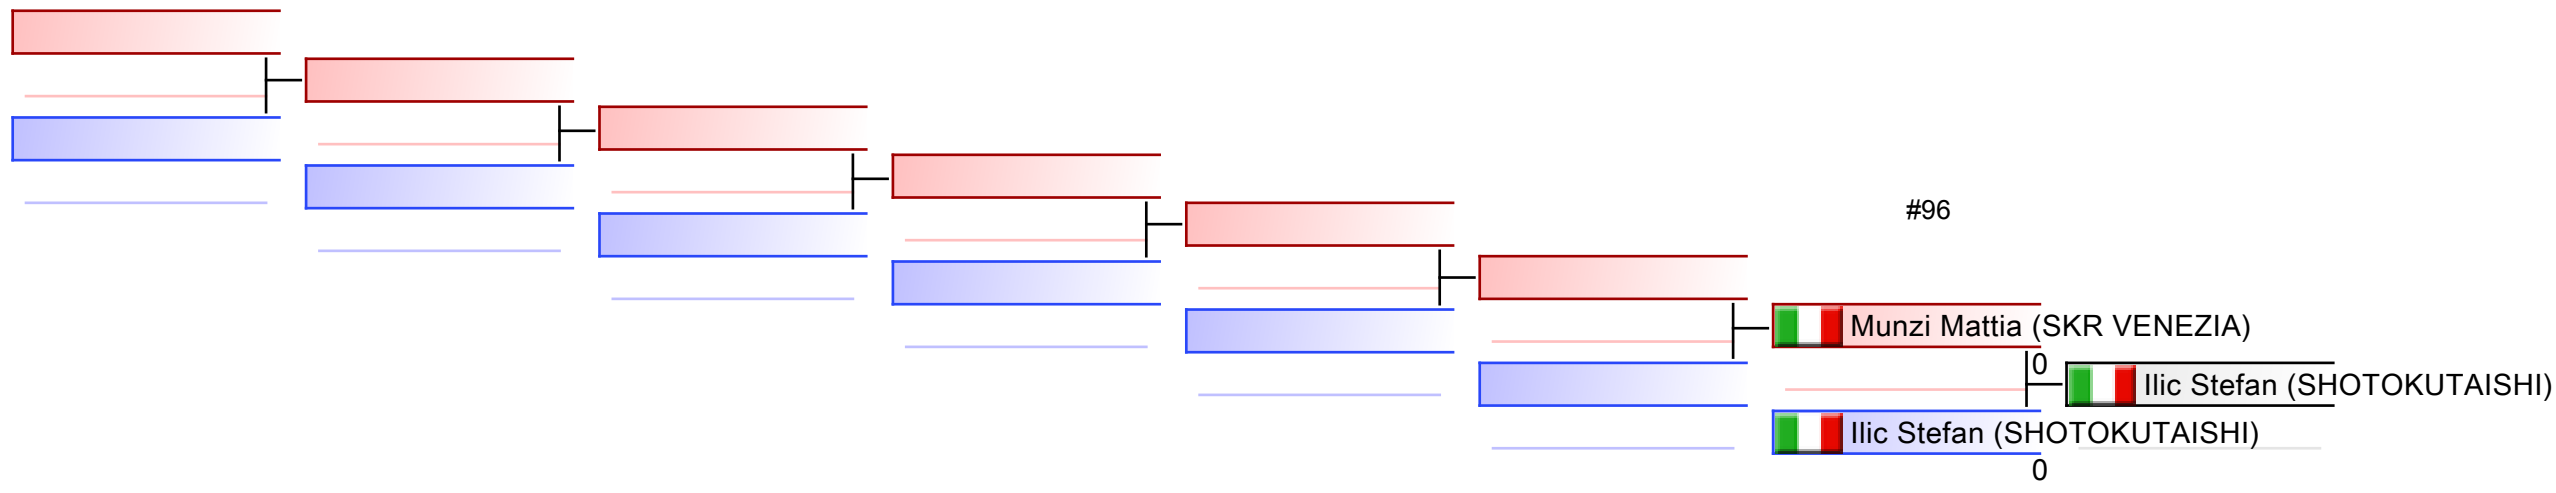 #96
Munzi Mattia (SKR VENEZIA)
0
Ilic Stefan (SHOTOKUTAISHI)
Ilic Stefan (SHOTOKUTAISHI)
0